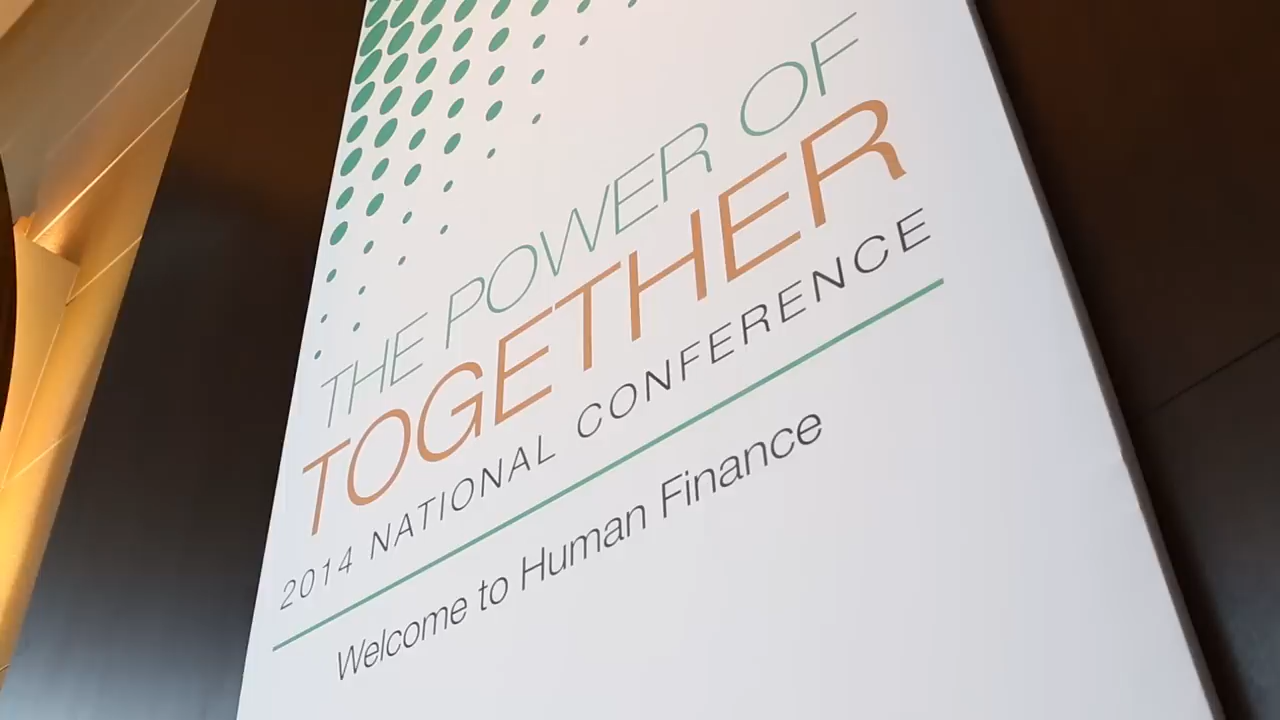 THE POWER OF
TOGETHER
2014 NATIONAL CONFERENCE
Welcome to Human Finance